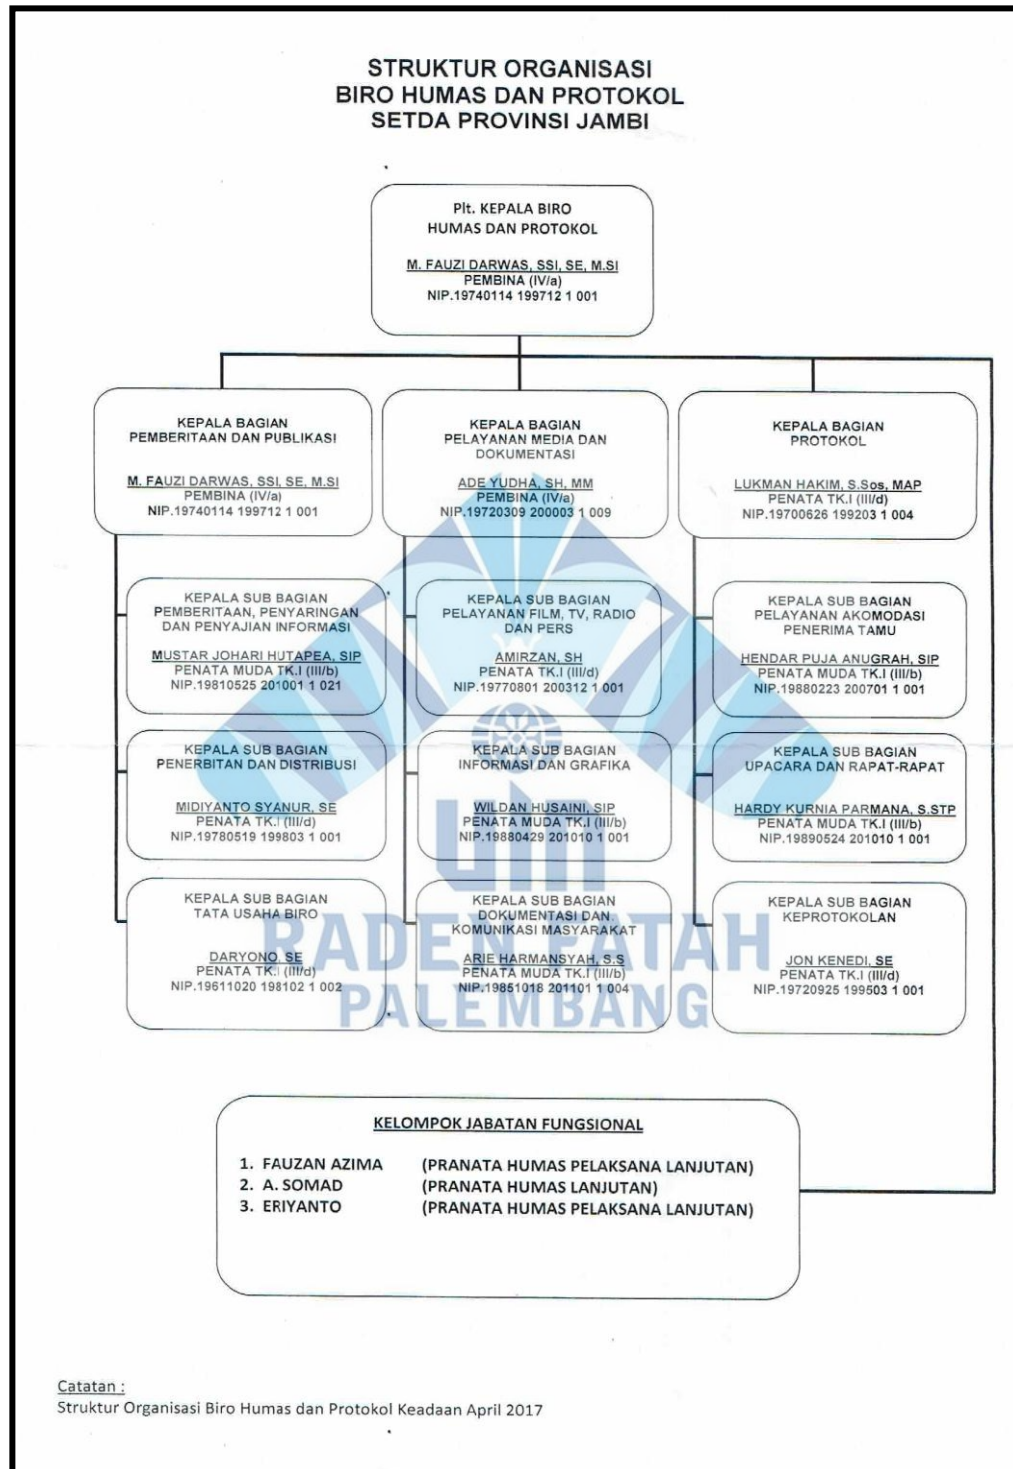 STRUKTUR ORGANISASI
BIRO HUMAS DAN PROTOKOL
SETDA PROVINSI JAMBI
Plt. KEPALA BIRO
HUMAS DAN PROTOKOL
M. FAUZI DARWAS, SSI, SE, M.SI
PEMBINA (IV/a)
NIP.19740114 199712 1 001
KEPALA BAGIAN
PEMBERITAAN DAN PUBLIKASI
M. FAUZI DARWAS, SSI, SE, M.SI
PEMBINA (IV/a)
NIP.19740114 199712 1 001
KEPALA BAGIAN
PELAYANAN MEDIA DAN
DOKUMENTASI
ADE YUDHA, SH, MM
PEMBINA (IV/a)
NIP.19720309 200003 1 009
KEPALA BAGIAN
PROTOKOL
LUKMAN HAKIM, S.Sos, MAP
PENATA TK.I (III/d)
NIP.19700626 199203 1 004
KEPALA SUB BAGIAN
PEMBERITAAN, PENYARINGAN
DAN PENYAJIAN INFORMASI
MUSTAR JOHARI HUTAPEA, SIP
PENATA MUDA TK.I (III/b)
NIP.19810525 201001 1 021
KEPALA SUB BAGIAN
PELAYANAN FILM, TV, RADIO
DAN PERS
AMIRZAN, SH
PENATA TK.I (III/d)
NIP.19770801 200312 1 001
KEPALA SUB BAGIAN
PELAYANAN AKOMODASI
PENERIMA TAMU
HENDAR PUJA ANUGRAH, SIP
PENATA MUDA TK.I (III/b)
NIP.19880223 200701 1 001
KEPALA SUB BAGIAN
PENERBITAN DAN DISTRIBUSI
MIDIYANTO SYANUR, SE
PENATA TK.I (III/d)
NIP.19780519 199803 1 001
KEPALA SUB BAGIAN
INFORMASI DAN GRAFIKA
WILDAN HUSAINI, SIP
PENATA MUDA TK.I (III/b)
NIP.19880429 201010 1 001
KEPALA SUB BAGIAN
UPACARA DAN RAPAT-RAPAT
HARDY KURNIA PARMANA, S.STP
PENATA MUDA TK.I (III/b)
NIP.19890524 201010 1 001
KEPALA SUB BAGIAN
TATA USAHA BIRO
DARYONO, SE
PENATA TK.I (III/d)
NIP.19611020 198102 1 002
KEPALA SUB BAGIAN
DOKUMENTASI DAN
KOMUNIKASI MASYARAKAT
ARIE HARMANSYAH, S.S
PENATA MUDA TK.I (III/b)
NIP.19851018 201101 1 004
KEPALA SUB BAGIAN
KEPROTOKOLAN
JON KENEDI, SE
PENATA TK.I (III/d)
NIP.19720925 199503 1 001
uin
RADEN FATAH
PALEMBANG
KELOMPOK JABATAN FUNGSIONAL
1. FAUZAN AZIMA (PRANATA HUMAS PELAKSANA LANJUTAN)
2. A. SOMAD (PRANATA HUMAS LANJUTAN)
3. ERIYANTO (PRANATA HUMAS PELAKSANA LANJUTAN)
Catatan :
Struktur Organisasi Biro Humas dan Protokol Keadaan April 2017